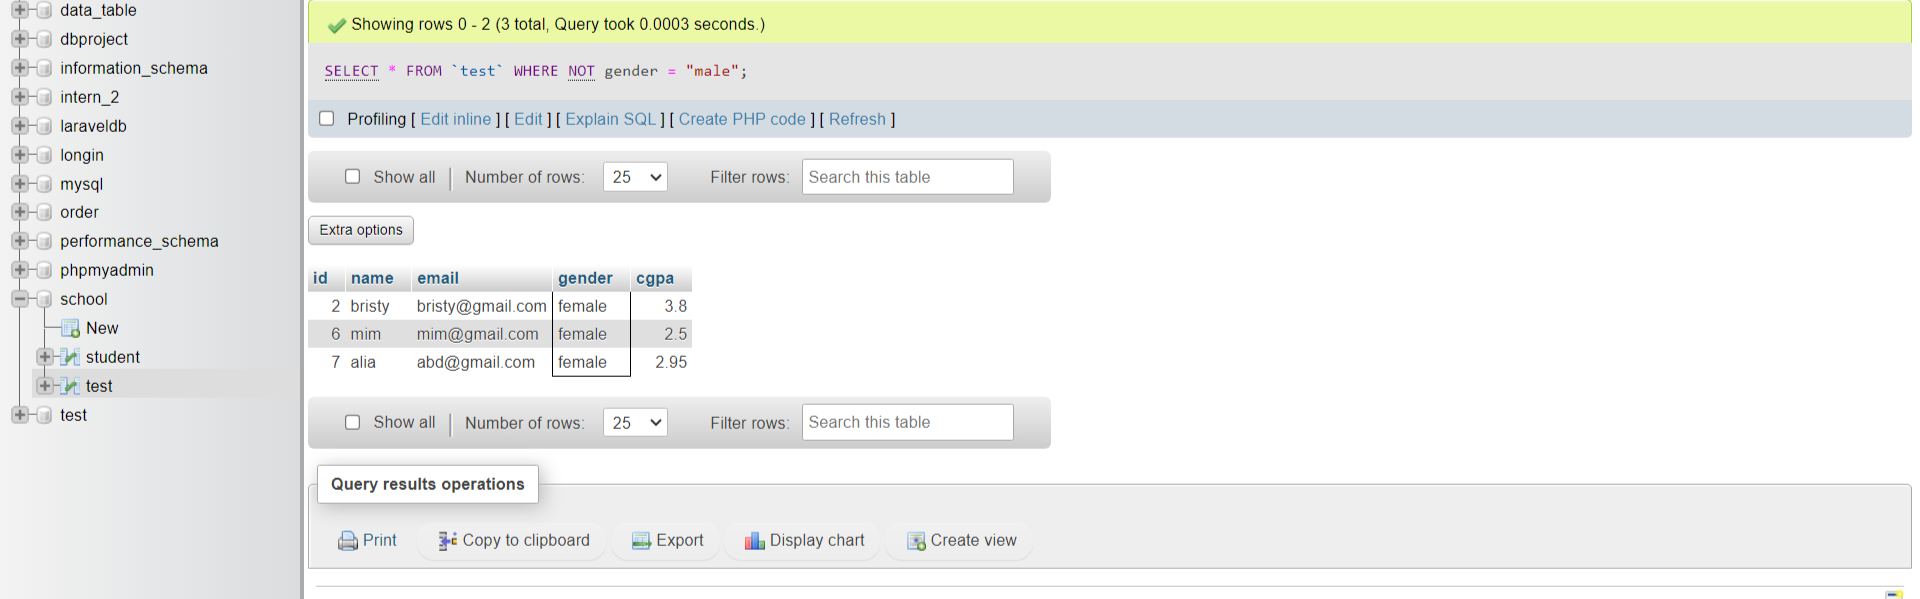 data_table
dbproject
information_schema
intern_2
laraveldb
longin
mysql
order
performance_schema
phpmyadmin
school
New
student
test
test
Showing rows 0 - 2 (3 total, Query took 0.0003 seconds.)
SELECT * FROM `test` WHERE NOT gender = "male";
Profiling [ Edit inline ] [ Edit ] [ Explain SQL ] [ Create PHP code ] [ Refresh ]
Show all | Number of rows: 25 Filter rows: Search this table
Extra options
id name email gender cgpa
2 bristy bristy@gmail.com female 3.8
6 mim mim@gmail.com female 2.5
7 alia abd@gmail.com female 2.95
Show all | Number of rows: 25 Filter rows: Search this table
Query results operations
Print Copy to clipboard Export Display chart Create view